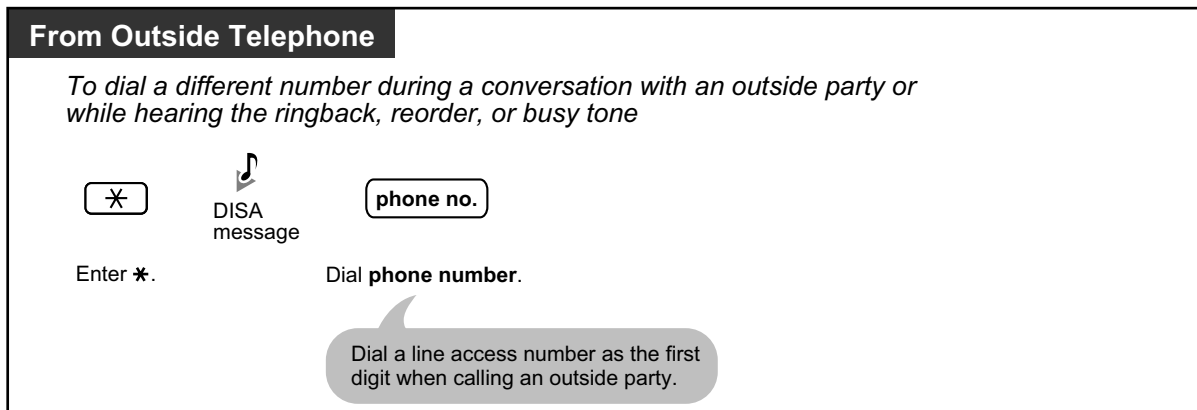 From Outside Telephone
To dial a different number during a conversation with an outside party or
while hearing the ringback, reorder, or busy tone
DISA
message
phone no.
Enter ✱.
Dial phone number.
Dial a line access number as the first
digit when calling an outside party.